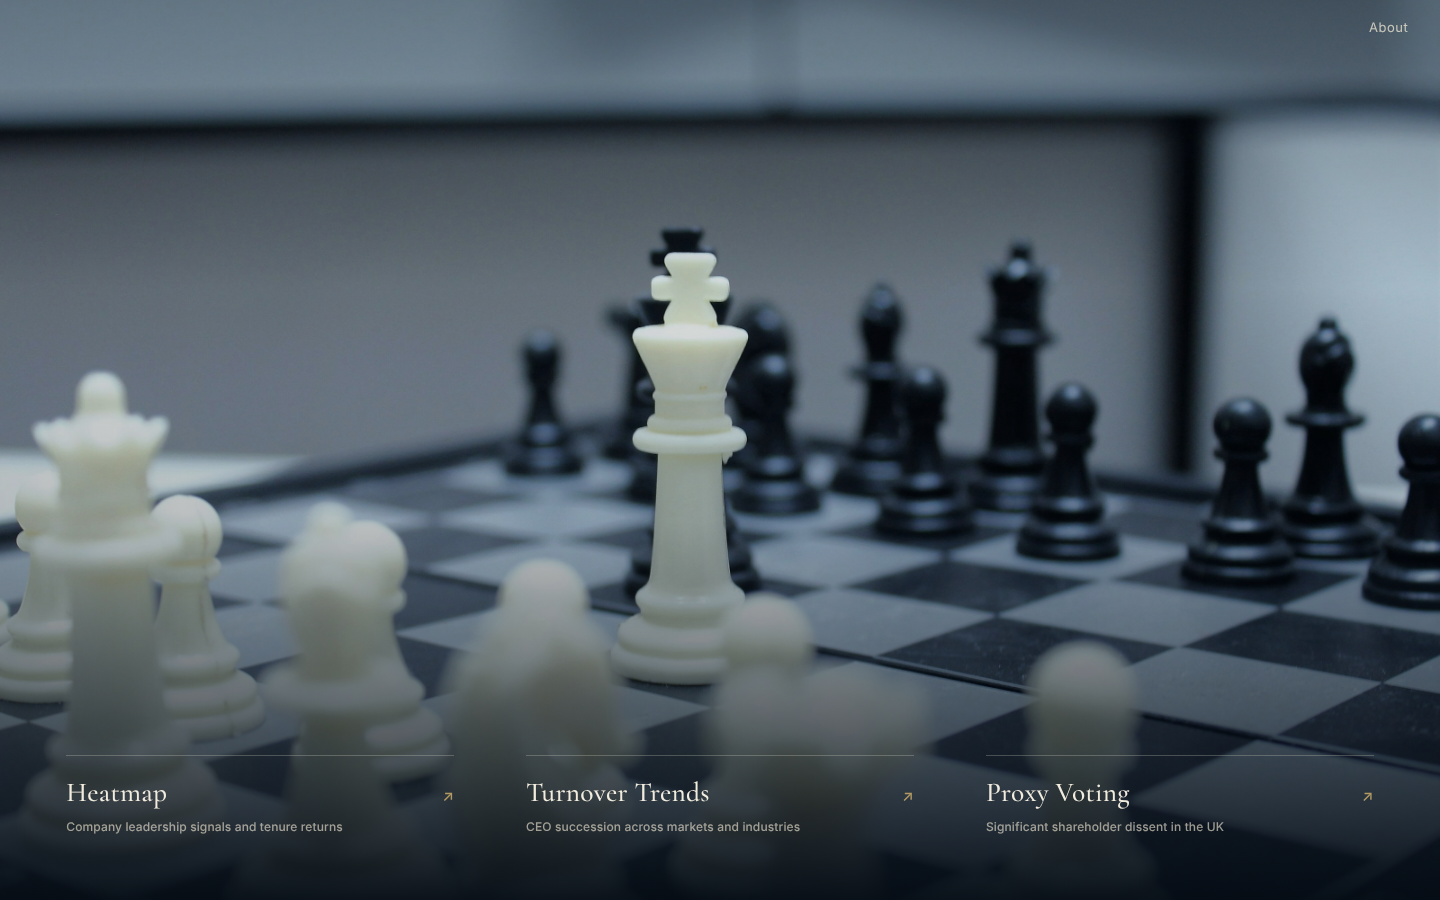 About
Heatmap
Company leadership signals and tenure returns
Turnover Trends
CEO succession across markets and industries
Proxy Voting
Significant shareholder dissent in the UK